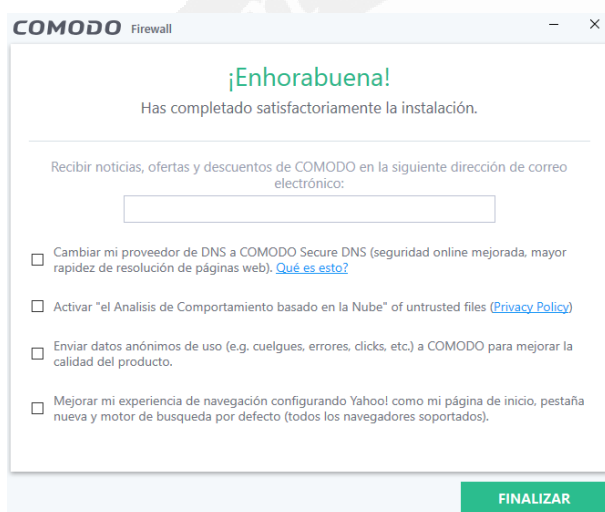 COMODO Firewall
¡Enhorabuena!
Has completado satisfactoriamente la instalación.
Recibir noticias, ofertas y descuentos de COMODO en la siguiente dirección de correo
electrónico:
Cambiar mi proveedor de DNS a COMODO Secure DNS (seguridad online mejorada, mayor
rapidez de resolución de páginas web). Qué es esto?
Activar "el Analisis de Comportamiento basado en la Nube" of untrusted files (Privacy Policy)
Enviar datos anónimos de uso (e.g. cuelgues, errores, clicks, etc.) a COMODO para mejorar la
calidad del producto.
Mejorar mi experiencia de navegación configurando Yahoo! como mi página de inicio, pestaña
nueva y motor de busqueda por defecto (todos los navegadores soportados).
FINALIZAR